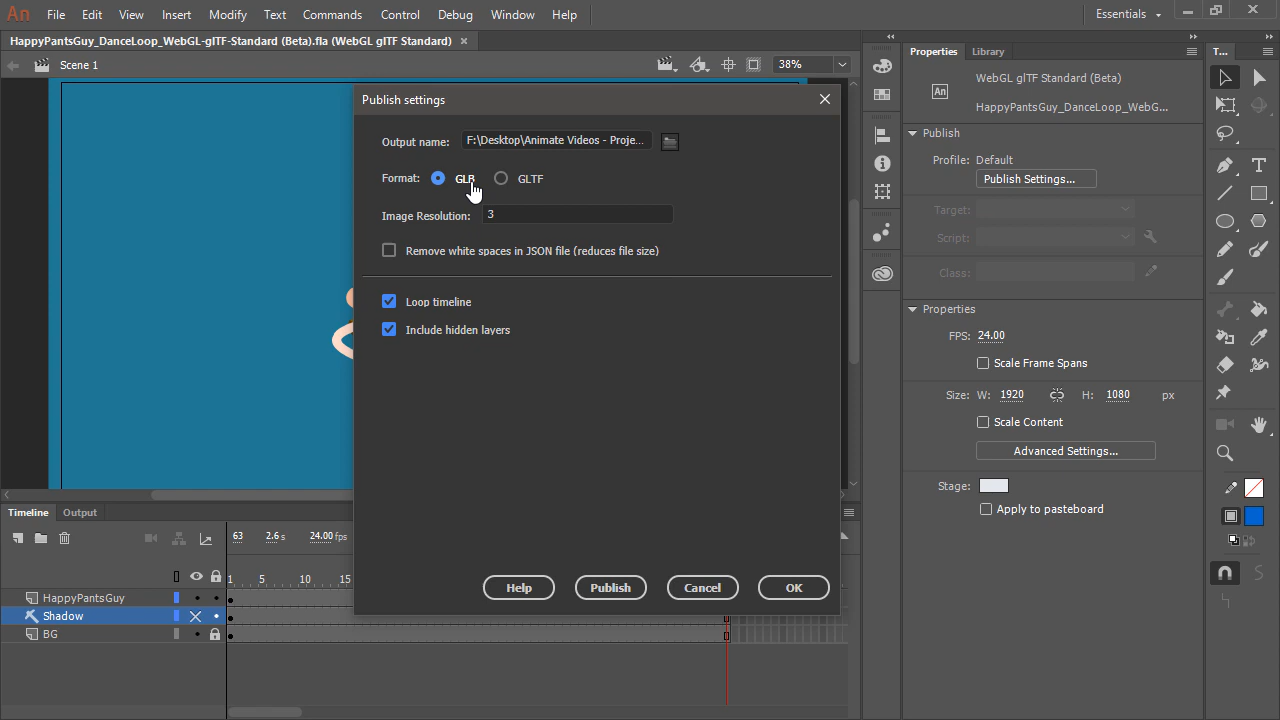 An File Edit View Insert Modify Text Commands Control Debug Window Help Essentials
HappyPantsGuy_DanceLoop_WebGL-glTF-Standard (Beta).fla (WebGL glTF Standard) ×
Scene 1 38%
Publish settings
Output name: F:\Desktop\Animate Videos - Proje...
Format: GLB GLTF
Image Resolution: 3
Remove white spaces in JSON file (reduces file size)
Loop timeline
Include hidden layers
Help Publish Cancel OK
Properties Library T...
An WebGL glTF Standard (Beta)
HappyPantsGuy_DanceLoop_WebG...
Publish
Profile: Default
Publish Settings...
Target:
Script:
Class:
Properties
FPS: 24.00
Scale Frame Spans
Size: W: 1920 H: 1080 px
Scale Content
Advanced Settings...
Stage:
Apply to pasteboard
Timeline Output
63 2.6 s 24.00 fps
1 5 10 15
HappyPantsGuy
Shadow
BG